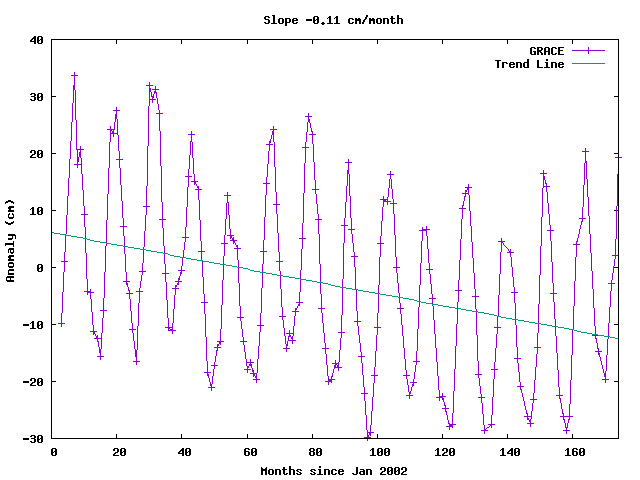 Slope -0.11 cm/month
GRACE
Trend Line
40
30
20
10
0
-10
-20
-30
Anomaly (cm)
0 20 40 60 80 100 120 140 160
Months since Jan 2002